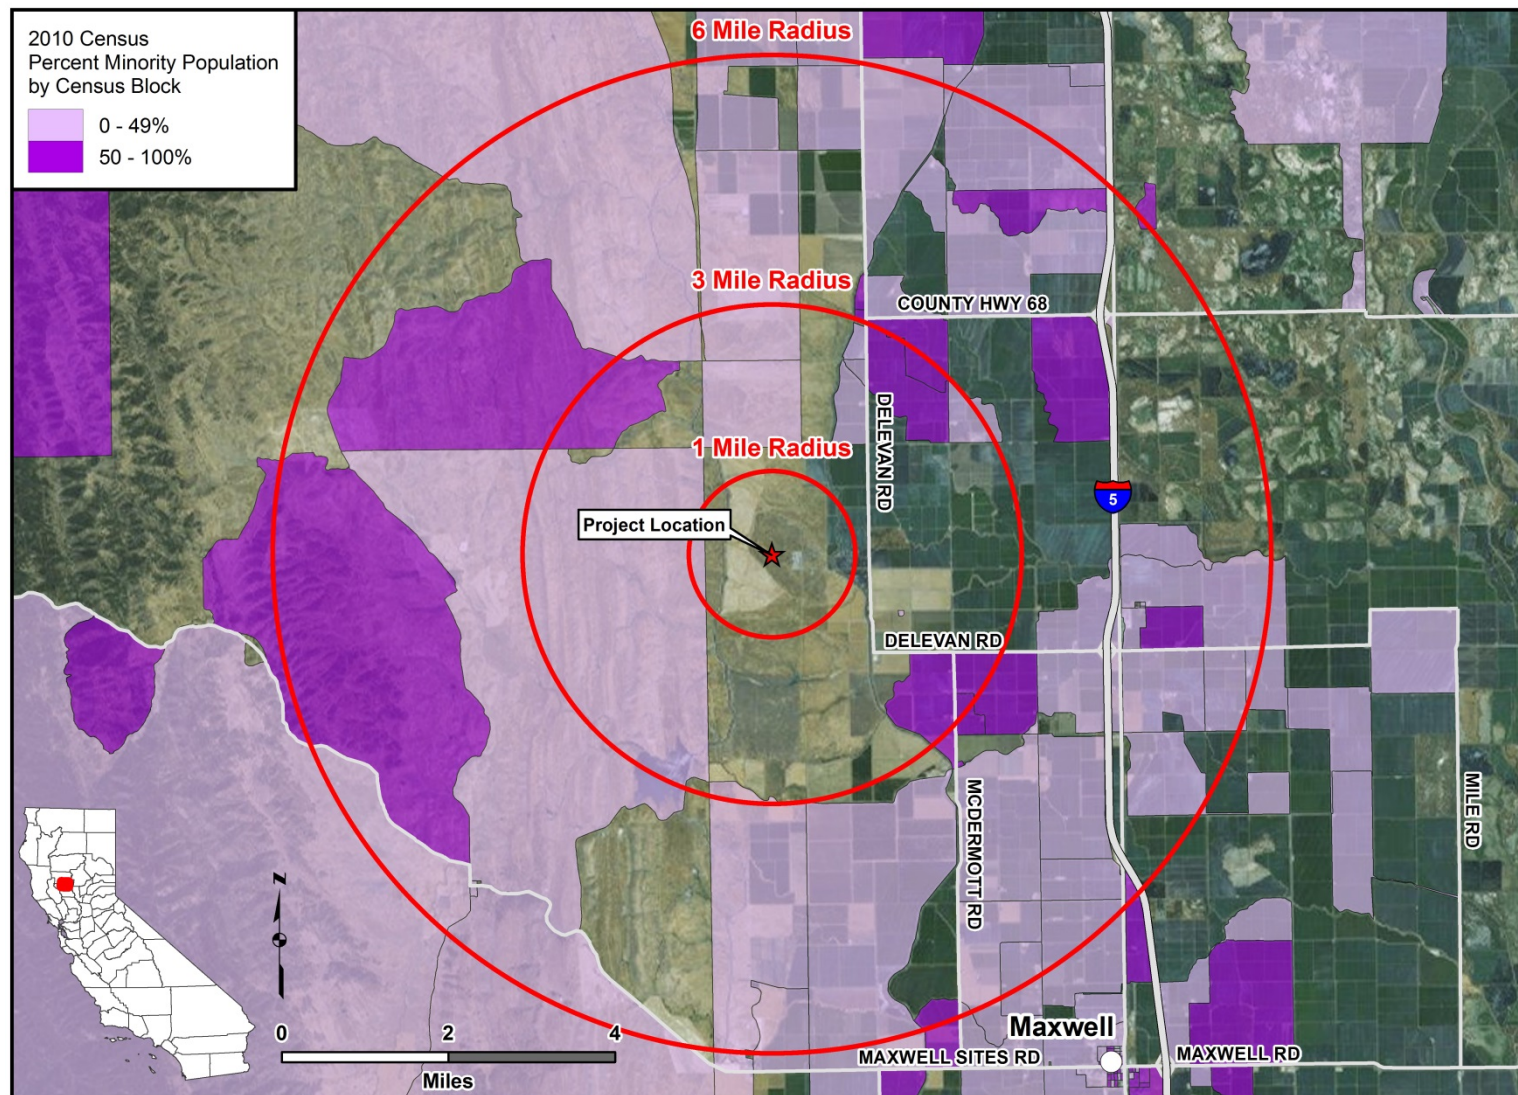 2010 Census
Percent Minority Population
by Census Block
0 - 49%
50 - 100%
6 Mile Radius
3 Mile Radius
COUNTY HWY 68
DELEVAN RD
1 Mile Radius
5
Project Location
DELEVAN RD
MCDERMOTT RD
MILE RD
Z
0
2
4
Miles
Maxwell
MAXWELL SITES RD
MAXWELL RD